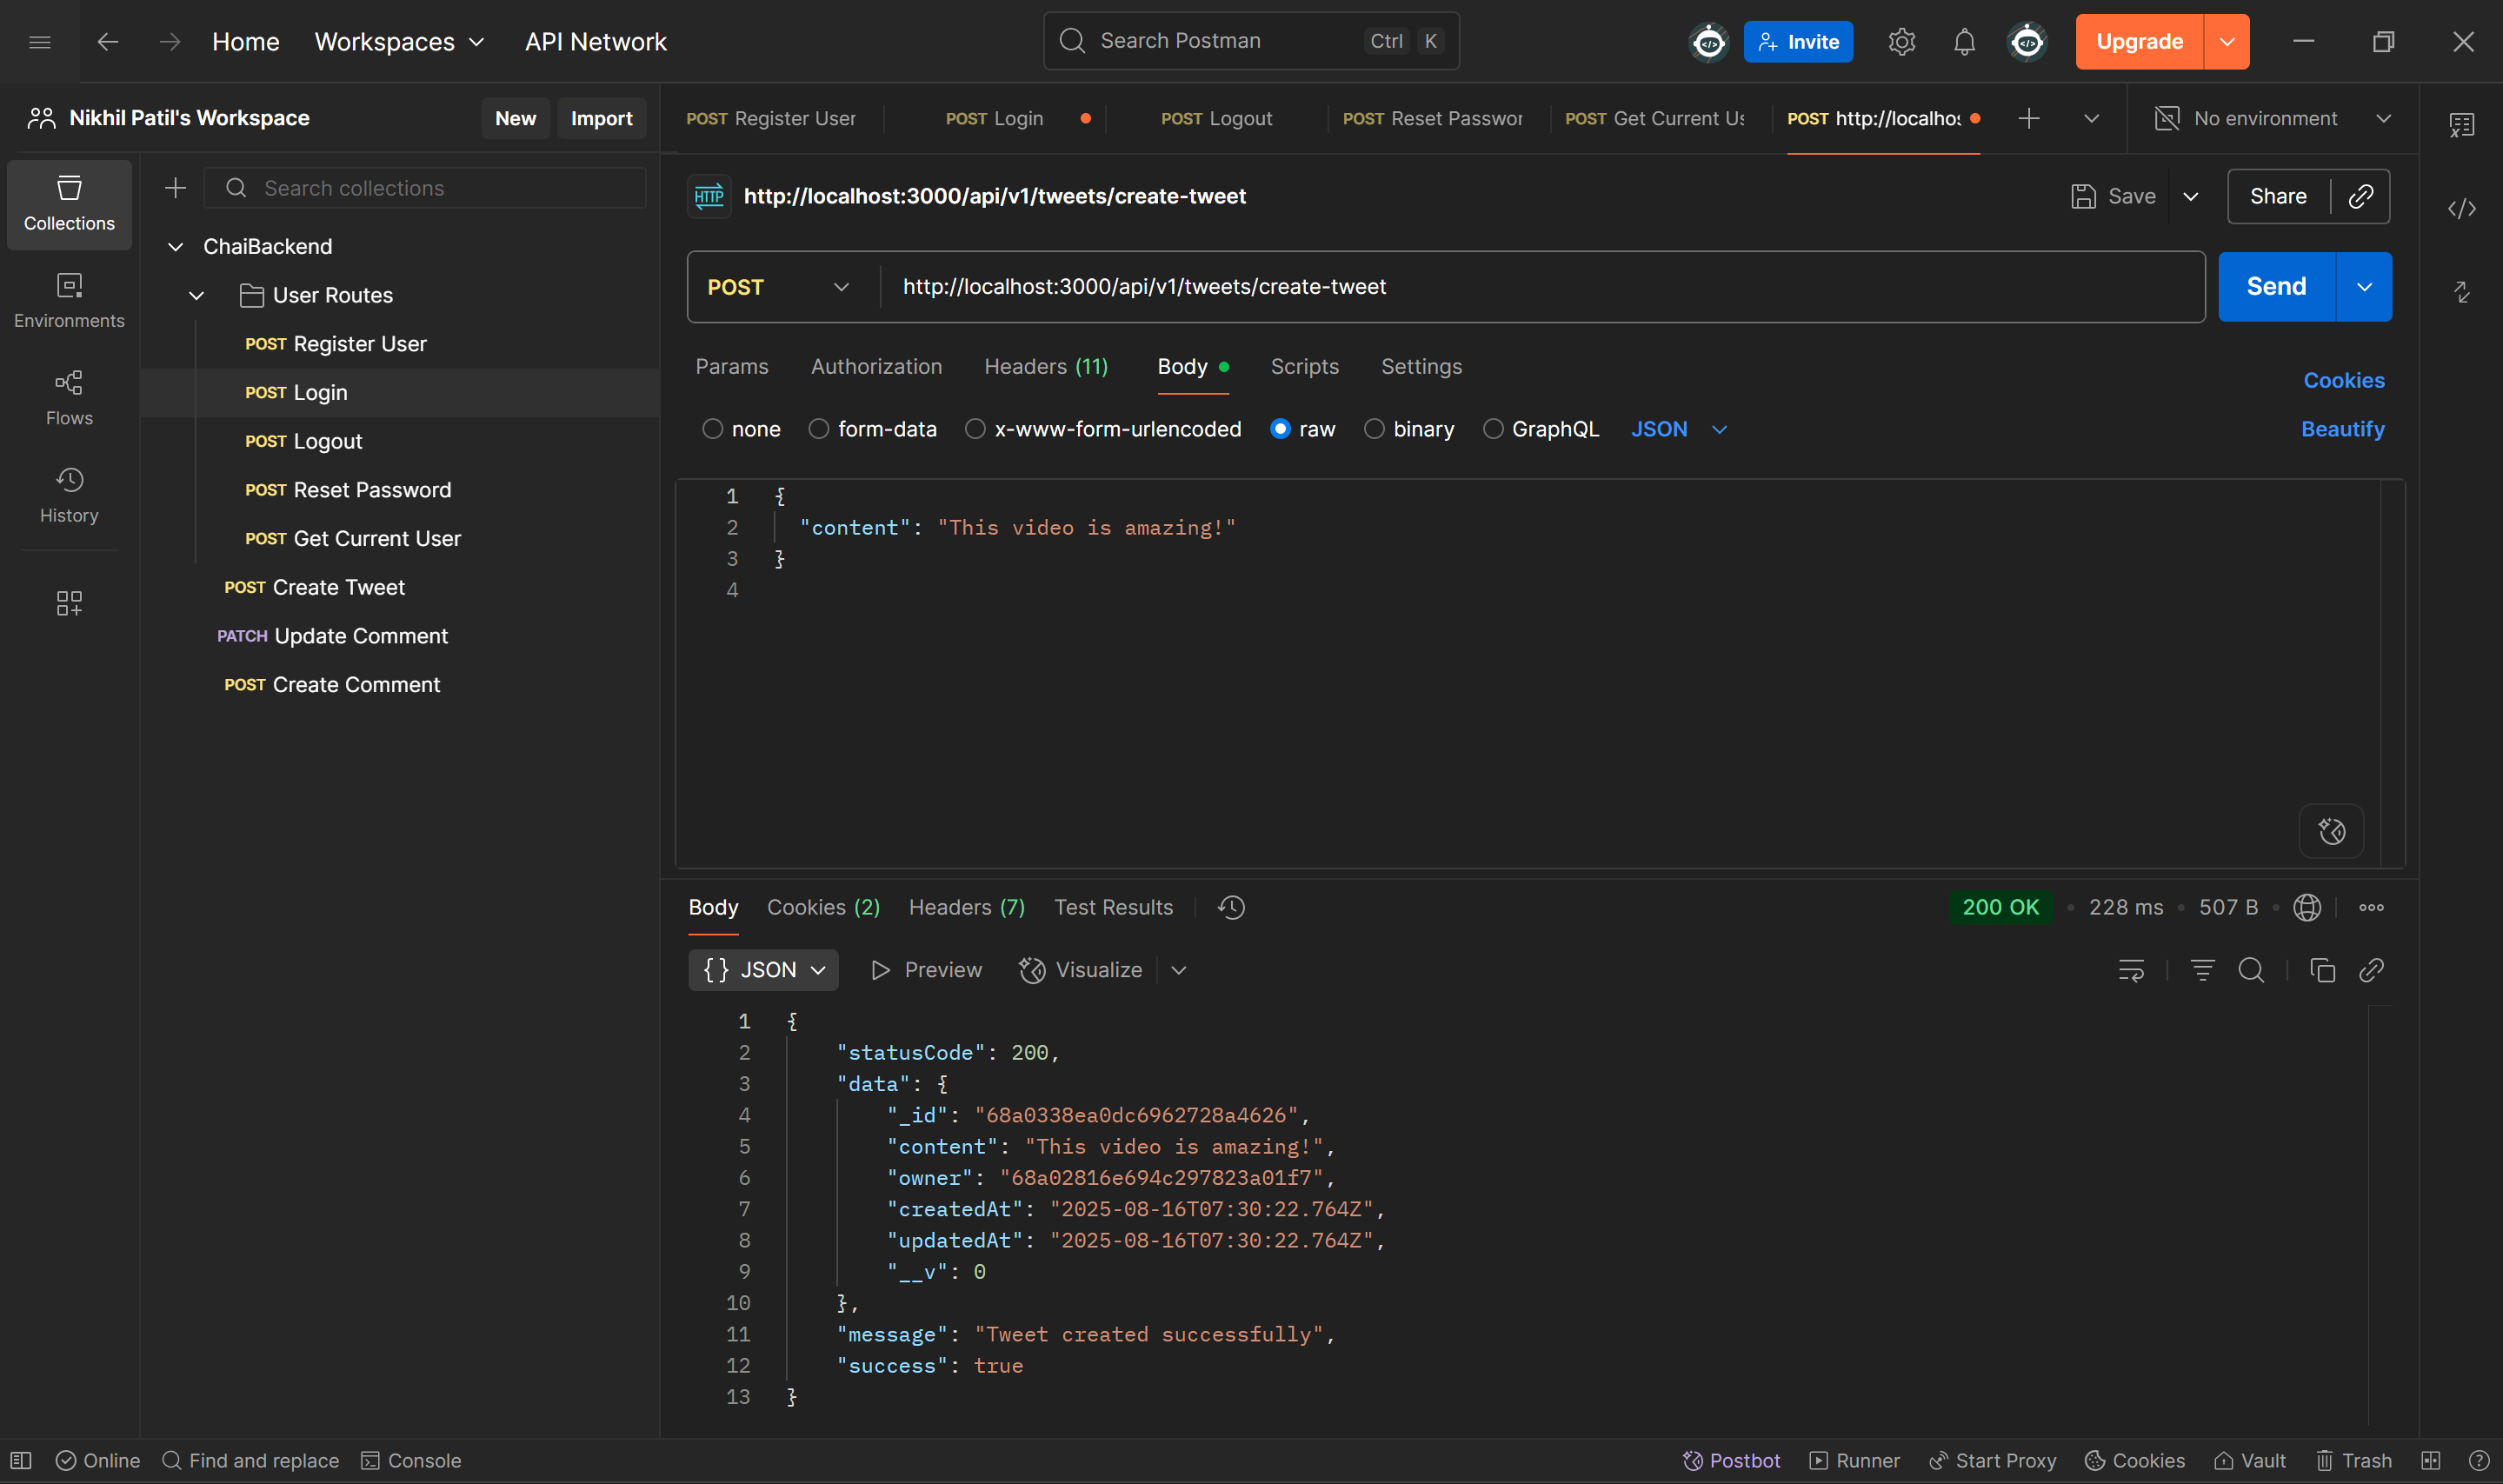 Home Workspaces API Network Search Postman Ctrl K Invite Upgrade
Nikhil Patil's Workspace New Import
POST Register User POST Login POST Logout POST Reset Passwor POST Get Current Us POST http://localhos No environment
Collections
Environments
Flows
History
Search collections
ChaiBackend
User Routes
POST Register User
POST Login
POST Logout
POST Reset Password
POST Get Current User
POST Create Tweet
PATCH Update Comment
POST Create Comment
HTTP http://localhost:3000/api/v1/tweets/create-tweet Save Share
POST http://localhost:3000/api/v1/tweets/create-tweet Send
Params Authorization Headers (11) Body Scripts Settings Cookies
none form-data x-www-form-urlencoded raw binary GraphQL JSON Beautify
1 {
2 "content": "This video is amazing!"
3 }
4
Body Cookies (2) Headers (7) Test Results 200 OK • 228 ms • 507 B •
{} JSON Preview Visualize
1 {
2 "statusCode": 200,
3 "data": {
4 "_id": "68a0338ea0dc6962728a4626",
5 "content": "This video is amazing!",
6 "owner": "68a02816e694c297823a01f7",
7 "createdAt": "2025-08-16T07:30:22.764Z",
8 "updatedAt": "2025-08-16T07:30:22.764Z",
9 "__v": 0
10 },
11 "message": "Tweet created successfully",
12 "success": true
13 }
Online Find and replace Console Postbot Runner Start Proxy Cookies Vault Trash